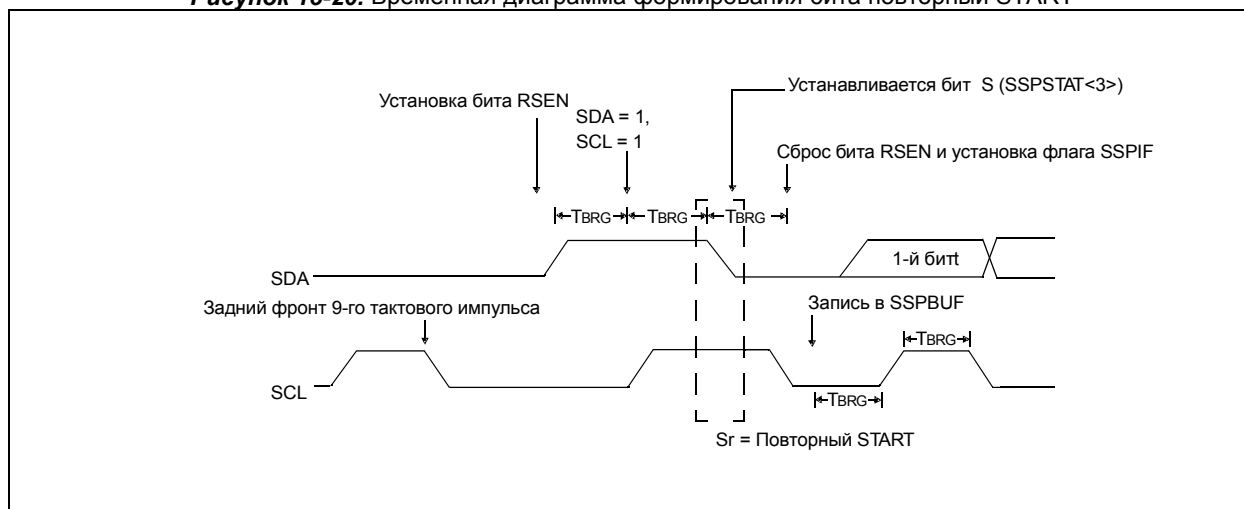 Рисунок 16-20. Временная диаграмма формирования бита повторный START
Устанавливается бит S (SSPSTAT<3>)
Установка бита RSEN
SDA = 1,
SCL = 1
Сброс бита RSEN и установка флага SSPIF
TBRG TBRG TBRG
SDA
1-й битt
Задний фронт 9-го тактового импульса
Запись в SSPBUF
TBRG
SCL
TBRG
Sr = Повторный START